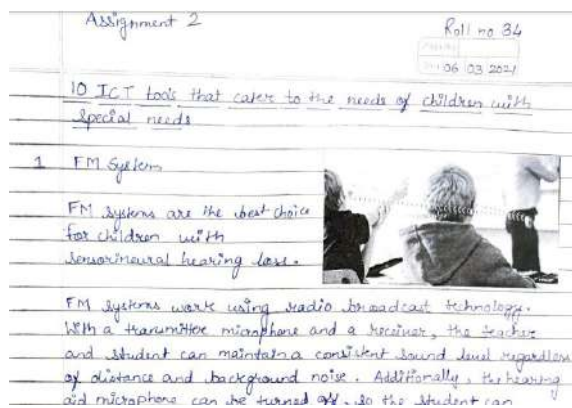 Assignment 2
Roll no 34
06 03 2021
10 ICT tools that cater to the needs of children with
special needs
1 FM System
FM systems are the best choice
for children with
sensorineural hearing loss.
FM systems work using radio broadcast technology.
With a transmitter microphone and a receiver, the teacher
and student can maintain a consistent sound level regardless
of distance and background noise. Additionally, the hearing
aid microphone can be turned off, so the student can